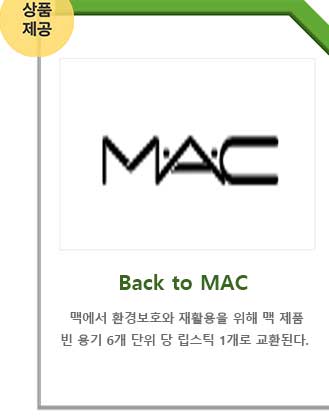 상품
제공
M·A·C
Back to MAC
맥에서 환경보호와 재활용을 위해 맥 제품
빈 용기 6개 단위 당 립스틱 1개로 교환된다.